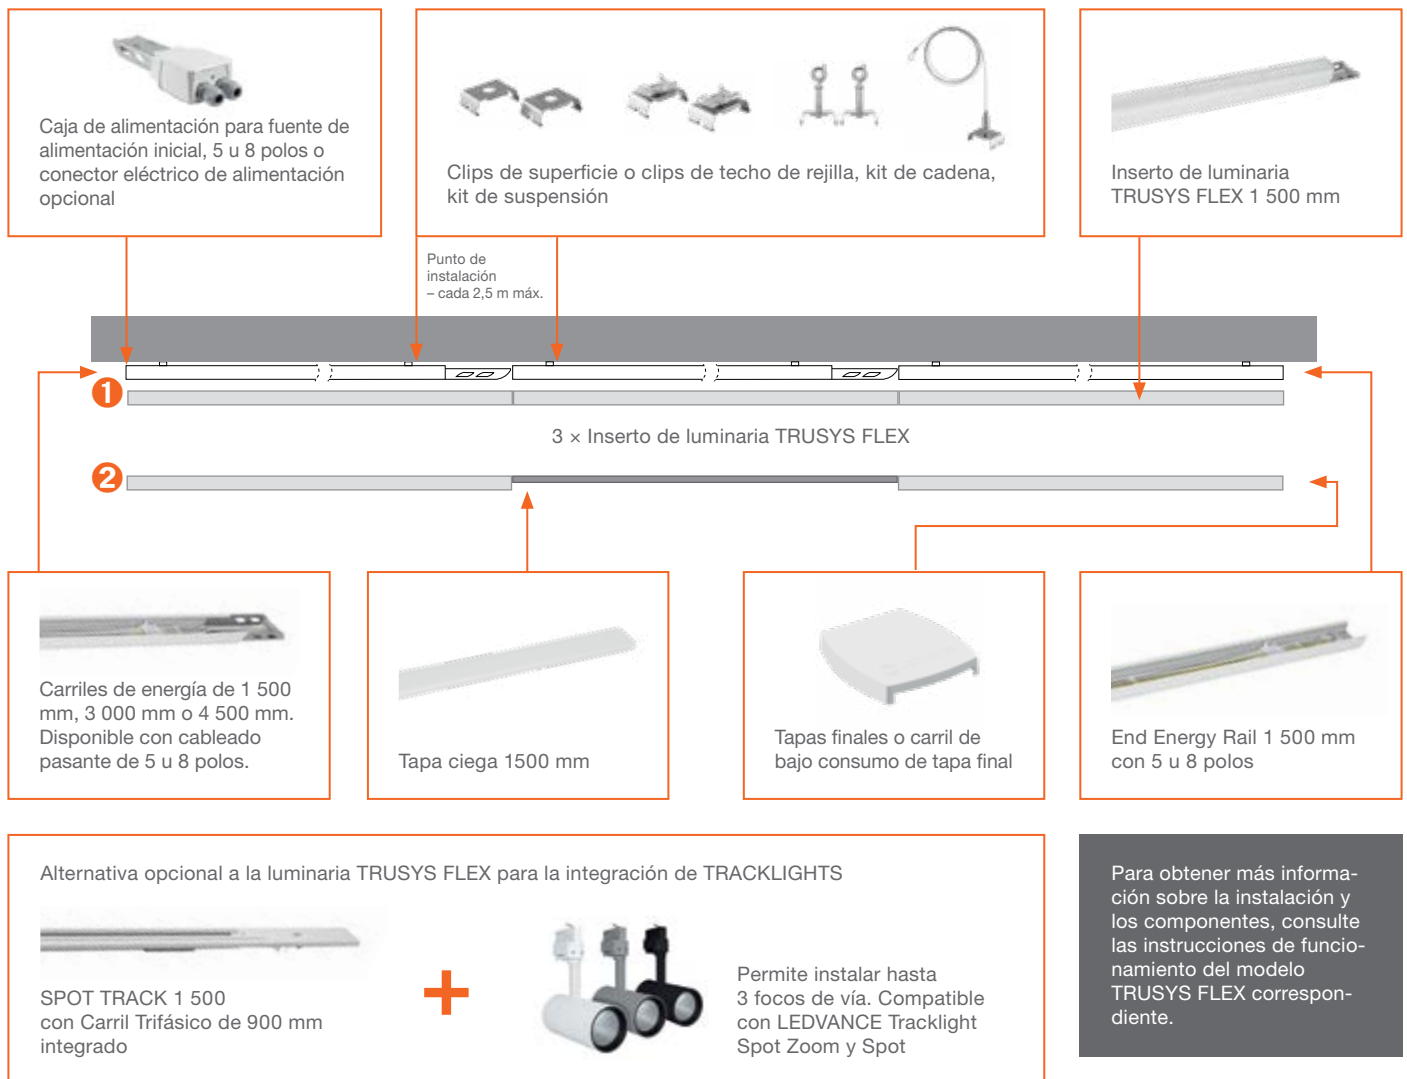 Caja de alimentación para fuente de
alimentación inicial, 5 u 8 polos o
conector eléctrico de alimentación
opcional
Clips de superficie o clips de techo de rejilla, kit de cadena,
kit de suspensión
Inserto de luminaria
TRUSYS FLEX 1 500 mm
Punto de
instalación
– cada 2,5 m máx.
1
3 × Inserto de luminaria TRUSYS FLEX
2
Carriles de energía de 1 500
mm, 3 000 mm o 4 500 mm.
Disponible con cableado
pasante de 5 u 8 polos.
Tapa ciega 1500 mm
Tapas finales o carril de
bajo consumo de tapa final
End Energy Rail 1 500 mm
con 5 u 8 polos
Alternativa opcional a la luminaria TRUSYS FLEX para la integración de TRACKLIGHTS
SPOT TRACK 1 500
con Carril Trifásico de 900 mm
integrado
+
Permite instalar hasta
3 focos de vía. Compatible
con LEDVANCE Tracklight
Spot Zoom y Spot
Para obtener más informa-
ción sobre la instalación y
los componentes, consulte
las instrucciones de funcio-
namiento del modelo
TRUSYS FLEX correspon-
diente.